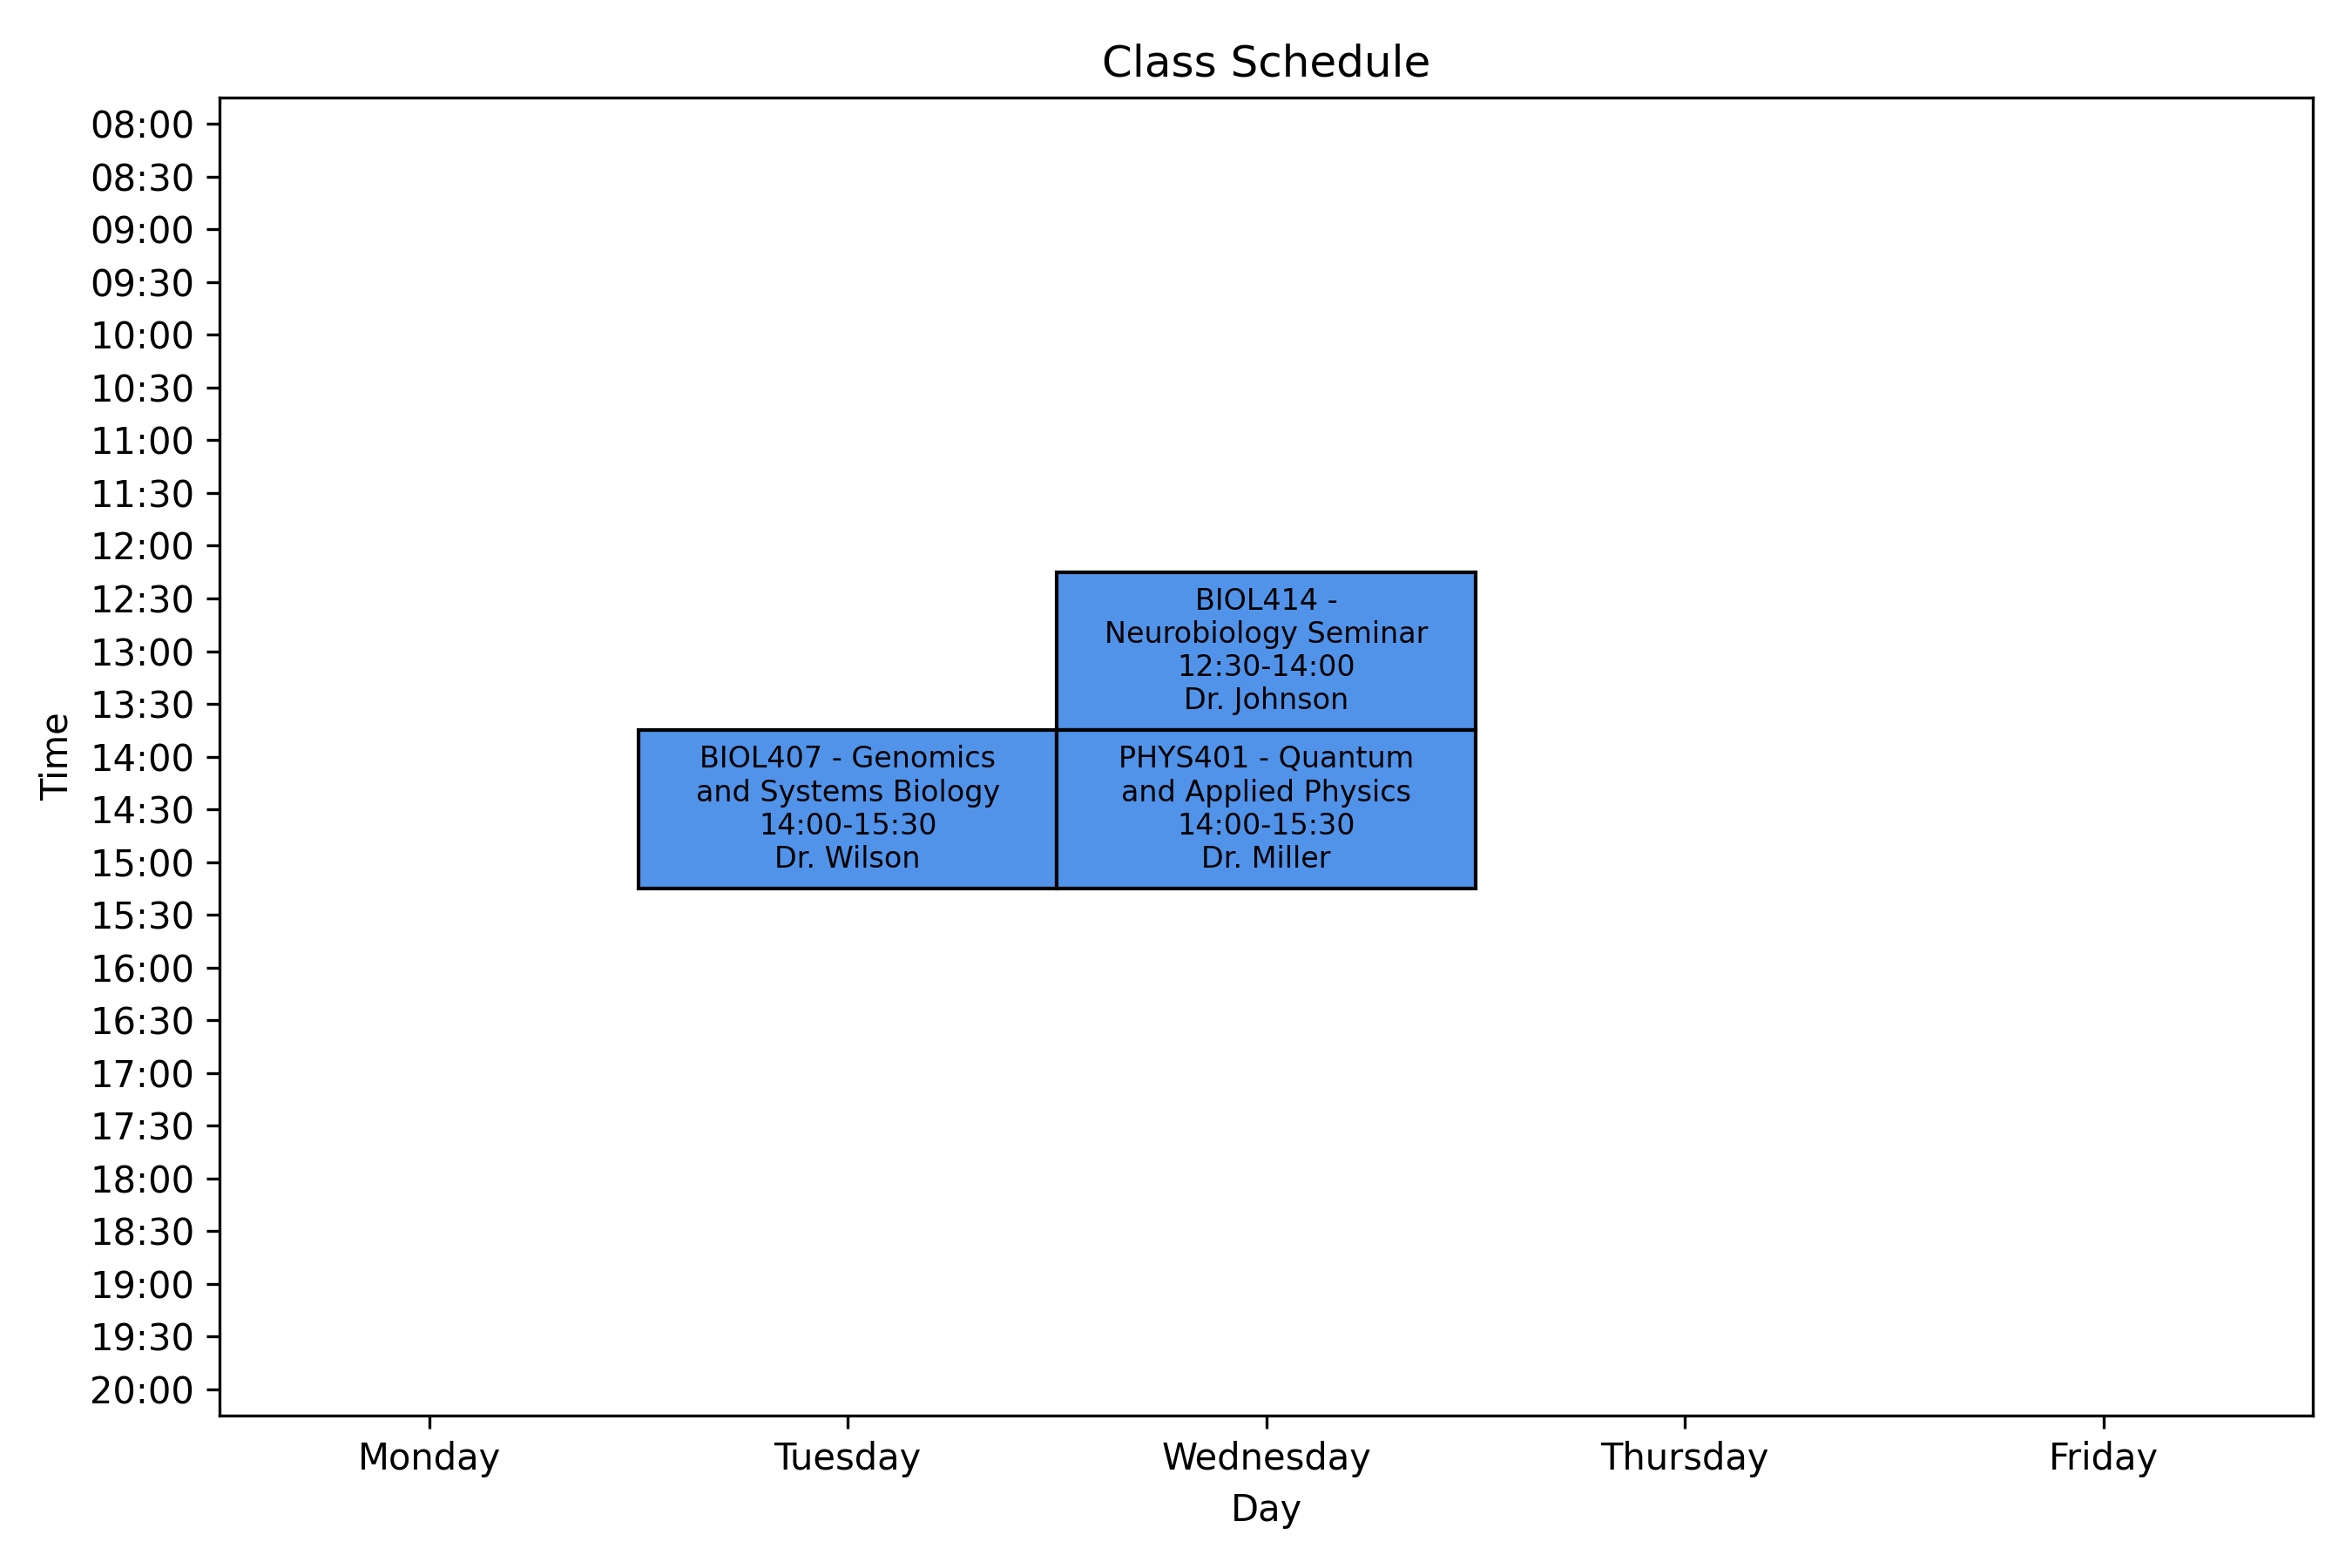 Class Schedule
Time
08:00
08:30
09:00
09:30
10:00
10:30
11:00
11:30
12:00
12:30
13:00
13:30
14:00
14:30
15:00
15:30
16:00
16:30
17:00
17:30
18:00
18:30
19:00
19:30
20:00
BIOL407 - Genomics
and Systems Biology
14:00-15:30
Dr. Wilson
BIOL414 -
Neurobiology Seminar
12:30-14:00
Dr. Johnson
PHYS401 - Quantum
and Applied Physics
14:00-15:30
Dr. Miller
Monday
Tuesday
Wednesday
Thursday
Friday
Day